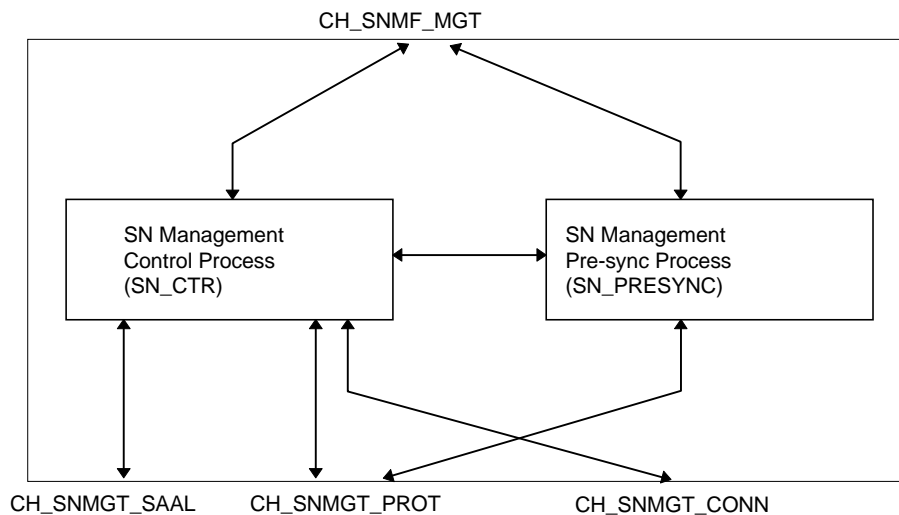 CH_SNMF_MGT
SN Management
Control Process
(SN_CTR)
SN Management
Pre-sync Process
(SN_PRESYNC)
CH_SNMGT_SAAL
CH_SNMGT_PROT
CH_SNMGT_CONN